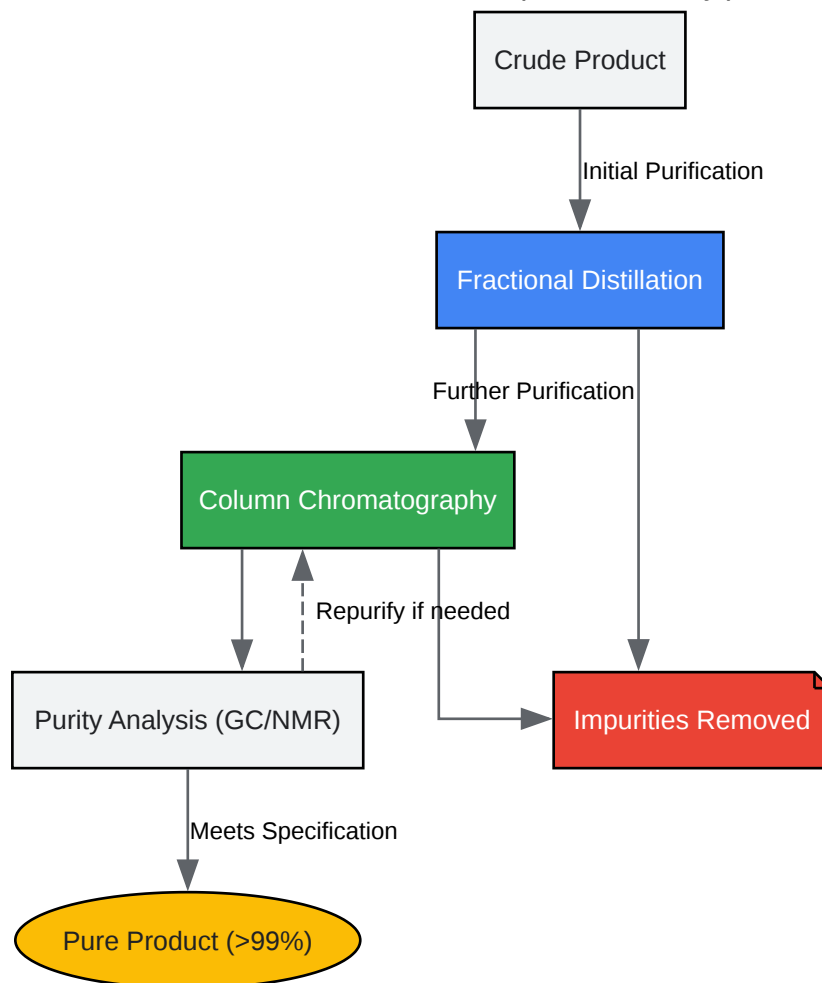 Crude Product
Initial Purification
Fractional Distillation
Further Purification
Column Chromatography
Repurify if needed
Purity Analysis (GC/NMR)
Impurities Removed
Meets Specification
Pure Product (>99%)